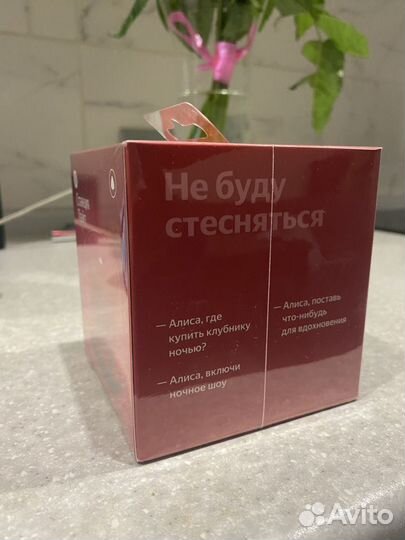 Не буду
стесняться
— Алиса, где
купить клубнику
ночью?
— Алиса, включи
ночное шоу
— Алиса, поставь
что-нибудь
для вдохновения
Станция
Avito